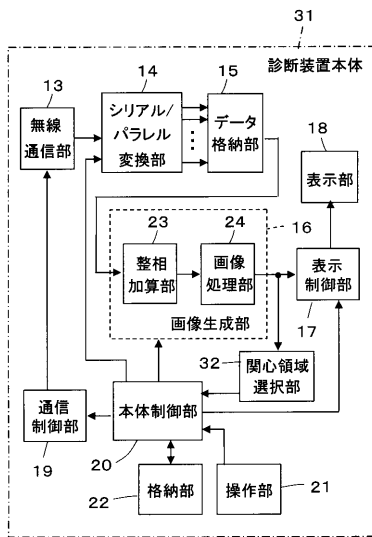 31
診断装置本体
13
無線
通信部
14
シリアル/
パラレル
変換部
15
データ
格納部
18
表示部
16
23
整相
加算部
24
画像
処理部
画像生成部
表示
制御部
17
32
関心領域
選択部
通信
制御部
19
本体制御部
20
格納部
22
操作部
21